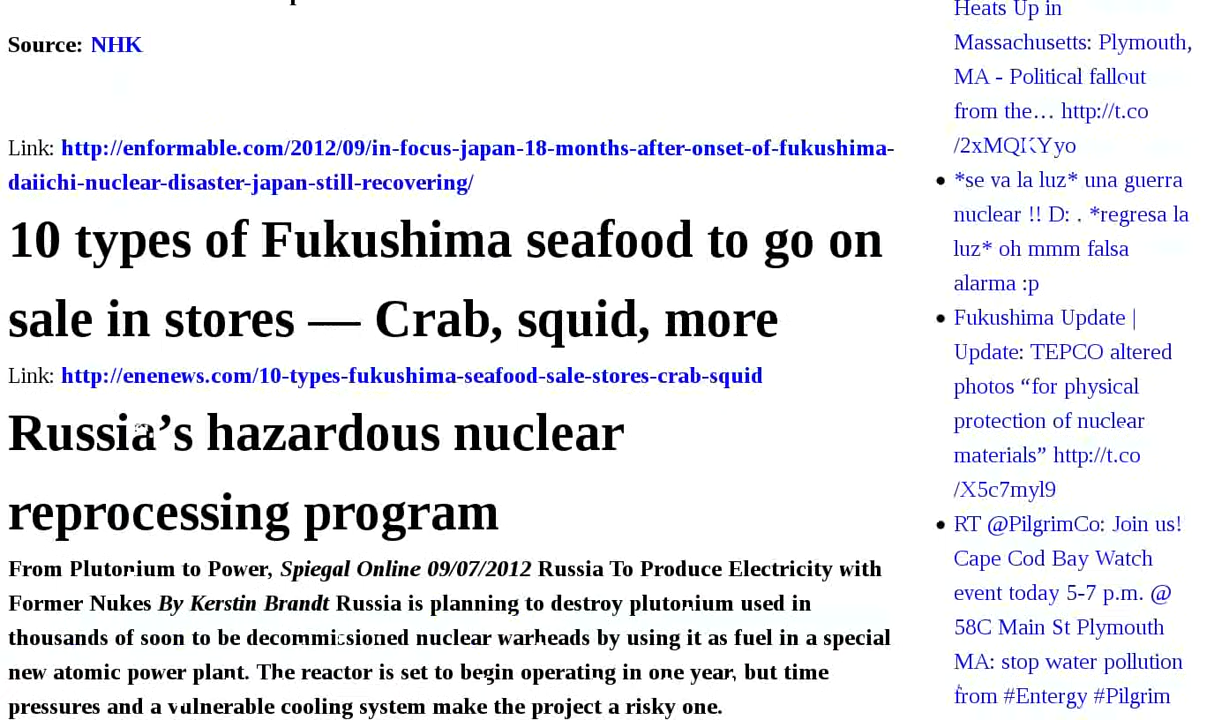 Source: NHK
Link: http://enformable.com/2012/09/in-focus-japan-18-months-after-onset-of-fukushima-
daiichi-nuclear-disaster-japan-still-recovering/
10 types of Fukushima seafood to go on
sale in stores — Crab, squid, more
Link: http://enenews.com/10-types-fukushima-seafood-sale-stores-crab-squid
Russia’s hazardous nuclear
reprocessing program
From Plutonium to Power, Spiegal Online 09/07/2012 Russia To Produce Electricity with
Former Nukes By Kerstin Brandt Russia is planning to destroy plutonium used in
thousands of soon to be decommissioned nuclear warheads by using it as fuel in a special
new atomic power plant. The reactor is set to begin operating in one year, but time
pressures and a vulnerable cooling system make the project a risky one.
Heats Up in
Massachusetts: Plymouth,
MA - Political fallout
from the… http://t.co
/2xMQKYyo
*se va la luz* una guerra
nuclear !! D: . *regresa la
luz* oh mmm falsa
alarma :p
Fukushima Update |
Update: TEPCO altered
photos “for physical
protection of nuclear
materials” http://t.co
/X5c7myl9
RT @PilgrimCo: Join us!
Cape Cod Bay Watch
event today 5-7 p.m. @
58C Main St Plymouth
MA: stop water pollution
from #Entergy #Pilgrim